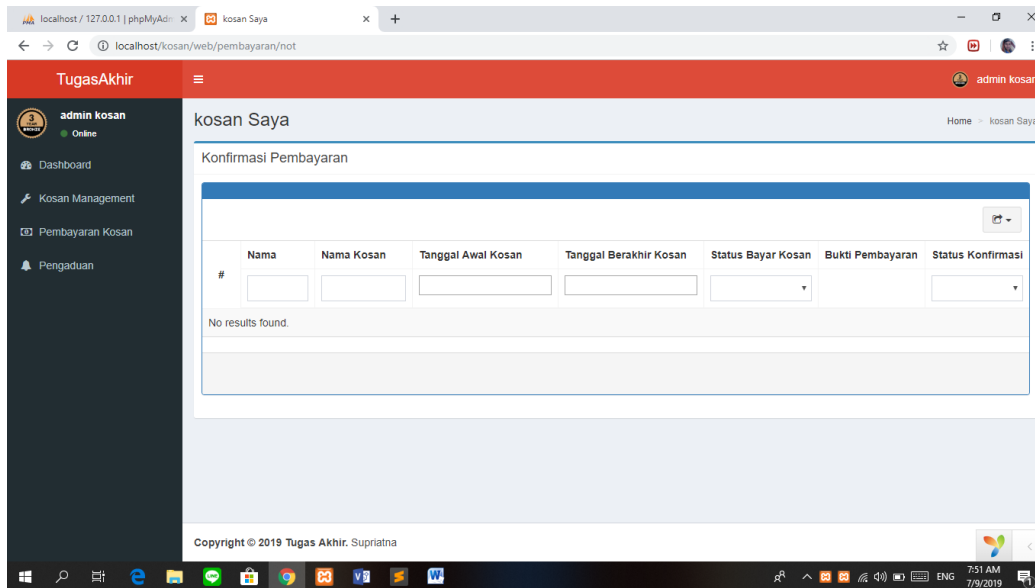 localhost / 127.0.0.1 | phpMyAdm
kosan Saya
localhost/kosan/web/pembayaran/not
TugasAkhir
admin kosan
3
YEAR
BRONZE
admin kosan
Online
kosan Saya
Home > kosan Saya
Dashboard
Kosan Management
Pembayaran Kosan
Pengaduan
Konfirmasi Pembayaran
# Nama Nama Kosan Tanggal Awal Kosan Tanggal Berakhir Kosan Status Bayar Kosan Bukti Pembayaran Status Konfirmasi
No results found.
Copyright © 2019 Tugas Akhir. Supriatna
ENG
7:51 AM
7/9/2019